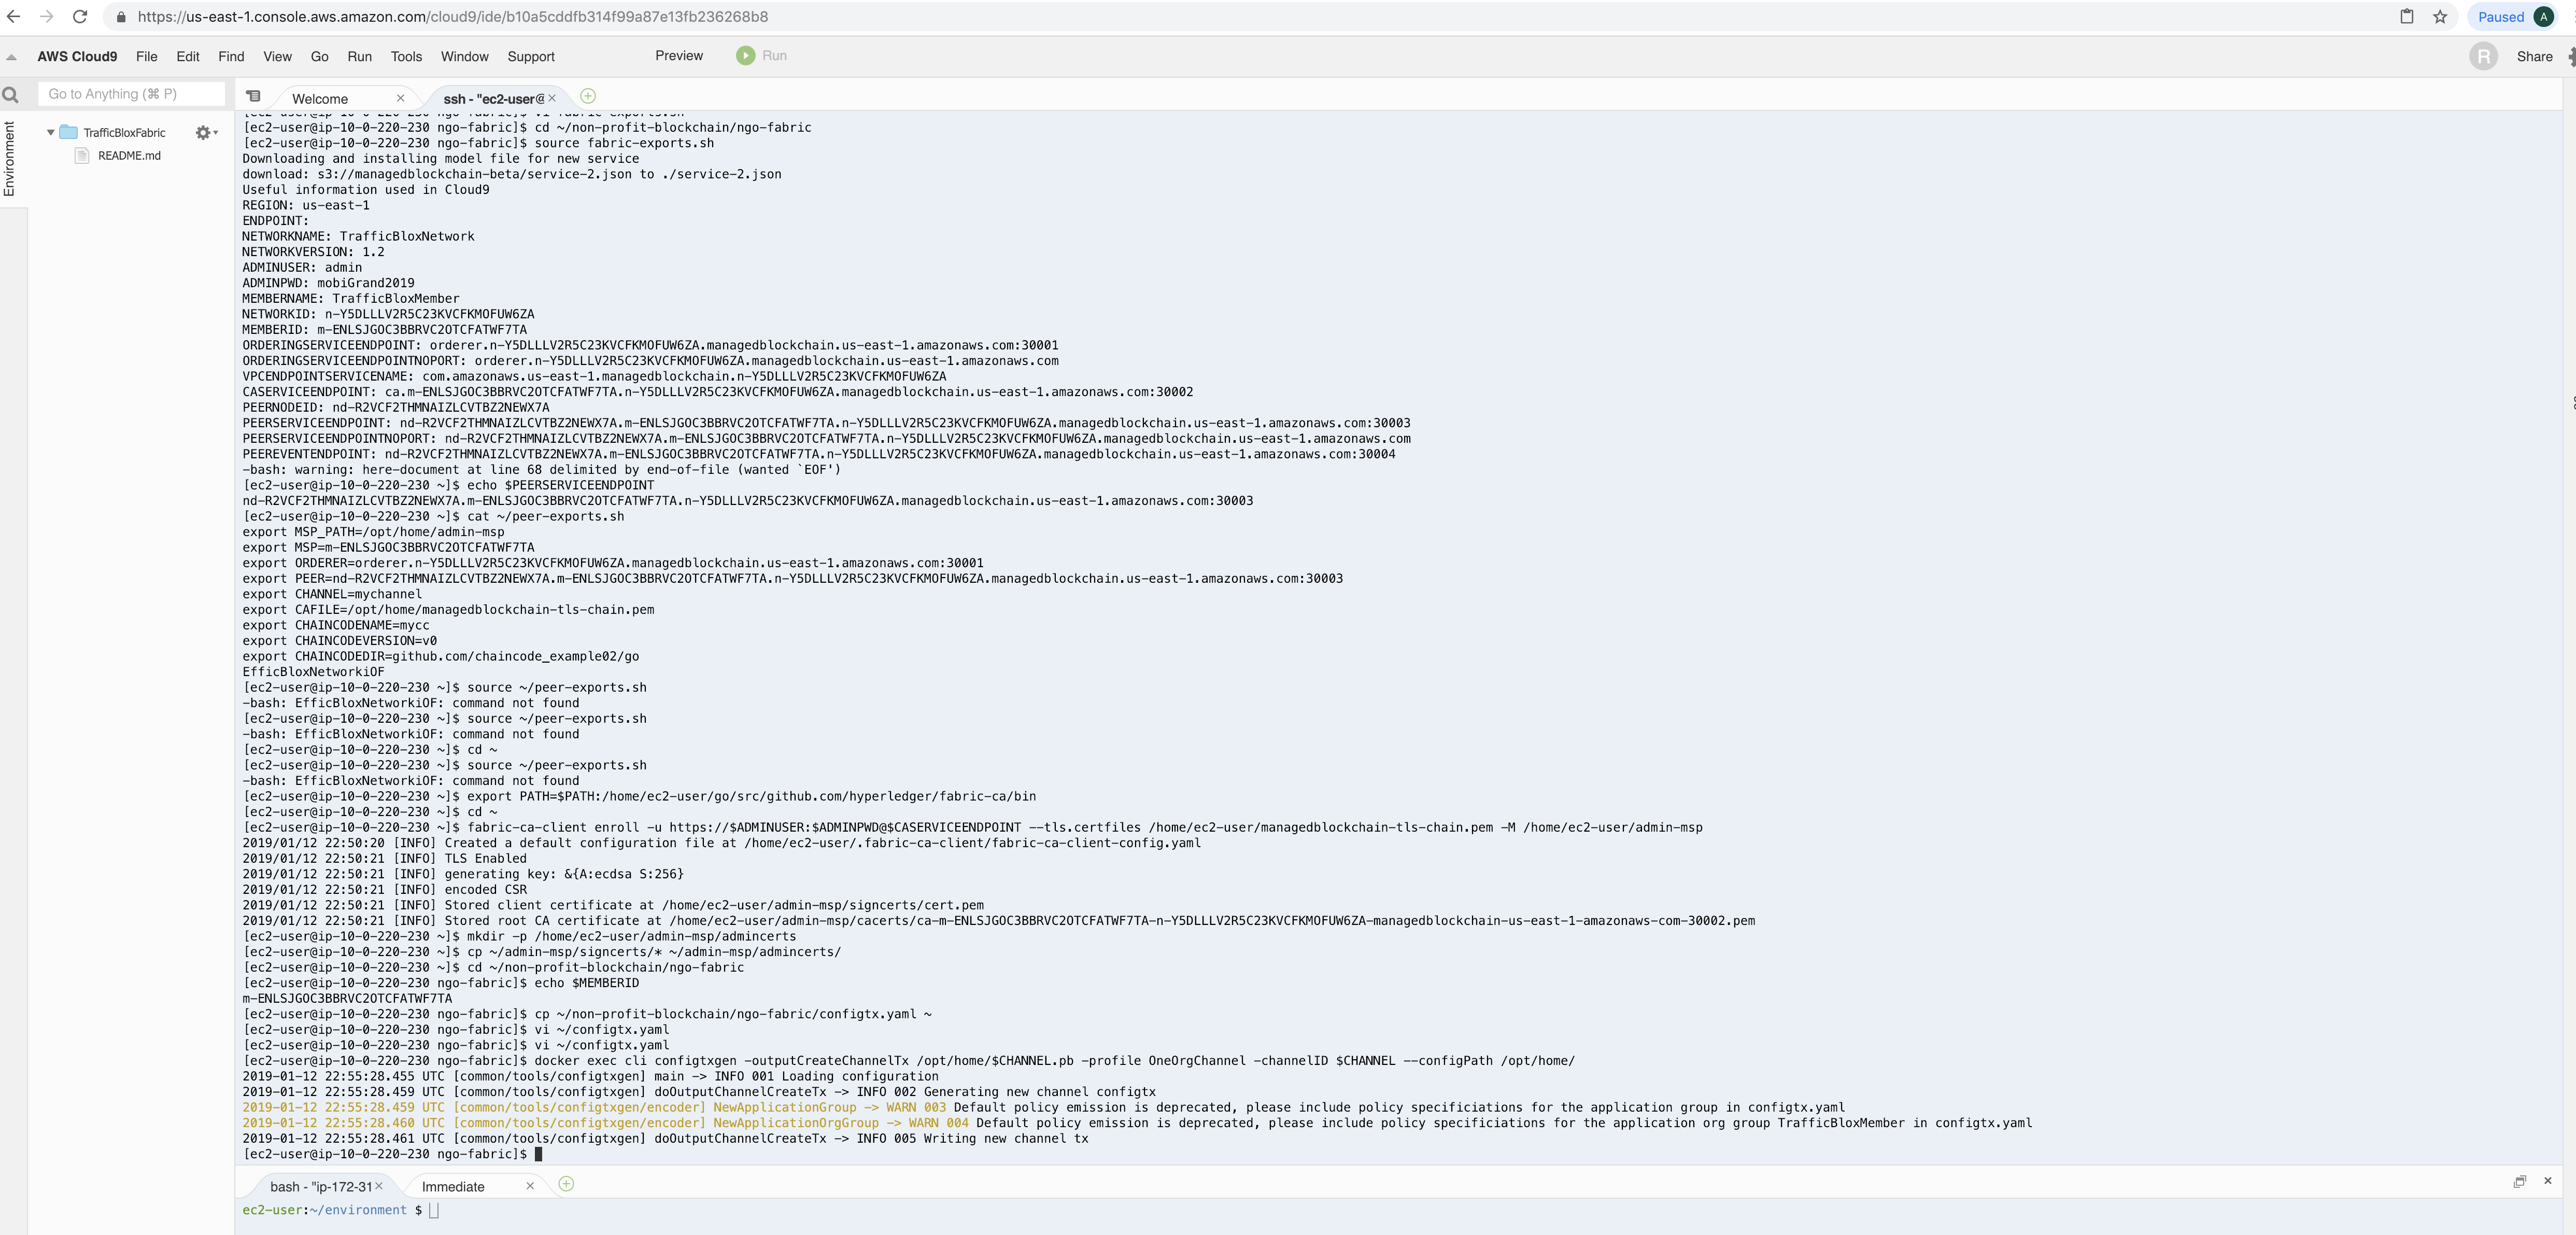 https://us-east-1.console.aws.amazon.com/cloud9/ide/b10a5cddfb314f99a87e13fb236268b8
Paused A
AWS Cloud9 File Edit Find View Go Run Tools Window Support Preview Run R Share
Go to Anything (⌘ P)
Welcome
ssh - "ec2-user@
Environment
TrafficBloxFabric
README.md
[ec2-user@ip-10-0-220-230 ngo-fabric]$ vi fabric-exports.sh
[ec2-user@ip-10-0-220-230 ngo-fabric]$ cd ~/non-profit-blockchain/ngo-fabric
[ec2-user@ip-10-0-220-230 ngo-fabric]$ source fabric-exports.sh
Downloading and installing model file for new service
download: s3://managedblockchain-beta/service-2.json to ./service-2.json
Useful information used in Cloud9
REGION: us-east-1
ENDPOINT:
NETWORKNAME: TrafficBloxNetwork
NETWORKVERSION: 1.2
ADMINUSER: admin
ADMINPWD: mobiGrand2019
MEMBERNAME: TrafficBloxMember
NETWORKID: n-Y5DLLLV2R5C23KVCFKMOFUW6ZA
MEMBERID: m-ENLSJGOC3BBRVC2OTCFATWF7TA
ORDERINGSERVICEENDPOINT: orderer.n-Y5DLLLV2R5C23KVCFKMOFUW6ZA.managedblockchain.us-east-1.amazonaws.com:30001
ORDERINGSERVICEENDPOINTNOPORT: orderer.n-Y5DLLLV2R5C23KVCFKMOFUW6ZA.managedblockchain.us-east-1.amazonaws.com
VPCENDPOINTSERVICENAME: com.amazonaws.us-east-1.managedblockchain.n-Y5DLLLV2R5C23KVCFKMOFUW6ZA
CASERVICEENDPOINT: ca.m-ENLSJGOC3BBRVC2OTCFATWF7TA.n-Y5DLLLV2R5C23KVCFKMOFUW6ZA.managedblockchain.us-east-1.amazonaws.com:30002
PEERNODEID: nd-R2VCF2THMNAIZLCVTBZ2NEWX7A
PEERSERVICEENDPOINT: nd-R2VCF2THMNAIZLCVTBZ2NEWX7A.m-ENLSJGOC3BBRVC2OTCFATWF7TA.n-Y5DLLLV2R5C23KVCFKMOFUW6ZA.managedblockchain.us-east-1.amazonaws.com:30003
PEERSERVICEENDPOINTNOPORT: nd-R2VCF2THMNAIZLCVTBZ2NEWX7A.m-ENLSJGOC3BBRVC2OTCFATWF7TA.n-Y5DLLLV2R5C23KVCFKMOFUW6ZA.managedblockchain.us-east-1.amazonaws.com
PEEREVENTENDPOINT: nd-R2VCF2THMNAIZLCVTBZ2NEWX7A.m-ENLSJGOC3BBRVC2OTCFATWF7TA.n-Y5DLLLV2R5C23KVCFKMOFUW6ZA.managedblockchain.us-east-1.amazonaws.com:30004
-bash: warning: here-document at line 68 delimited by end-of-file (wanted `EOF')
[ec2-user@ip-10-0-220-230 ~]$ echo $PEERSERVICEENDPOINT
nd-R2VCF2THMNAIZLCVTBZ2NEWX7A.m-ENLSJGOC3BBRVC2OTCFATWF7TA.n-Y5DLLLV2R5C23KVCFKMOFUW6ZA.managedblockchain.us-east-1.amazonaws.com:30003
[ec2-user@ip-10-0-220-230 ~]$ cat ~/peer-exports.sh
export MSP_PATH=/opt/home/admin-msp
export MSP=m-ENLSJGOC3BBRVC2OTCFATWF7TA
export ORDERER=orderer.n-Y5DLLLV2R5C23KVCFKMOFUW6ZA.managedblockchain.us-east-1.amazonaws.com:30001
export PEER=nd-R2VCF2THMNAIZLCVTBZ2NEWX7A.m-ENLSJGOC3BBRVC2OTCFATWF7TA.n-Y5DLLLV2R5C23KVCFKMOFUW6ZA.managedblockchain.us-east-1.amazonaws.com:30003
export CHANNEL=mychannel
export CAFILE=/opt/home/managedblockchain-tls-chain.pem
export CHAINCODENAME=mycc
export CHAINCODEVERSION=v0
export CHAINCODEDIR=github.com/chaincode_example02/go
EfficBloxNetworkiOF
[ec2-user@ip-10-0-220-230 ~]$ source ~/peer-exports.sh
-bash: EfficBloxNetworkiOF: command not found
[ec2-user@ip-10-0-220-230 ~]$ source ~/peer-exports.sh
-bash: EfficBloxNetworkiOF: command not found
[ec2-user@ip-10-0-220-230 ~]$ cd ~
[ec2-user@ip-10-0-220-230 ~]$ source ~/peer-exports.sh
-bash: EfficBloxNetworkiOF: command not found
[ec2-user@ip-10-0-220-230 ~]$ export PATH=$PATH:/home/ec2-user/go/src/github.com/hyperledger/fabric-ca/bin
[ec2-user@ip-10-0-220-230 ~]$ cd ~
[ec2-user@ip-10-0-220-230 ~]$ fabric-ca-client enroll -u https://$ADMINUSER:$ADMINPWD@$CASERVICEENDPOINT --tls.certfiles /home/ec2-user/managedblockchain-tls-chain.pem -M /home/ec2-user/admin-msp
2019/01/12 22:50:20 [INFO] Created a default configuration file at /home/ec2-user/.fabric-ca-client/fabric-ca-client-config.yaml
2019/01/12 22:50:21 [INFO] TLS Enabled
2019/01/12 22:50:21 [INFO] generating key: &{A:ecdsa S:256}
2019/01/12 22:50:21 [INFO] encoded CSR
2019/01/12 22:50:21 [INFO] Stored client certificate at /home/ec2-user/admin-msp/signcerts/cert.pem
2019/01/12 22:50:21 [INFO] Stored root CA certificate at /home/ec2-user/admin-msp/cacerts/ca-m-ENLSJGOC3BBRVC2OTCFATWF7TA-n-Y5DLLLV2R5C23KVCFKMOFUW6ZA-managedblockchain-us-east-1-amazonaws-com-30002.pem
[ec2-user@ip-10-0-220-230 ~]$ mkdir -p /home/ec2-user/admin-msp/admincerts
[ec2-user@ip-10-0-220-230 ~]$ cp ~/admin-msp/signcerts/* ~/admin-msp/admincerts/
[ec2-user@ip-10-0-220-230 ~]$ cd ~/non-profit-blockchain/ngo-fabric
[ec2-user@ip-10-0-220-230 ngo-fabric]$ echo $MEMBERID
m-ENLSJGOC3BBRVC2OTCFATWF7TA
[ec2-user@ip-10-0-220-230 ngo-fabric]$ cp ~/non-profit-blockchain/ngo-fabric/configtx.yaml ~
[ec2-user@ip-10-0-220-230 ngo-fabric]$ vi ~/configtx.yaml
[ec2-user@ip-10-0-220-230 ngo-fabric]$ vi ~/configtx.yaml
[ec2-user@ip-10-0-220-230 ngo-fabric]$ docker exec cli configtxgen -outputCreateChannelTx /opt/home/$CHANNEL.pb -profile OneOrgChannel -channelID $CHANNEL --configPath /opt/home/
2019-01-12 22:55:28.455 UTC [common/tools/configtxgen] main -> INFO 001 Loading configuration
2019-01-12 22:55:28.459 UTC [common/tools/configtxgen] doOutputChannelCreateTx -> INFO 002 Generating new channel configtx
2019-01-12 22:55:28.459 UTC [common/tools/configtxgen/encoder] NewApplicationGroup -> WARN 003 Default policy emission is deprecated, please include policy specificiations for the application group in configtx.yaml
2019-01-12 22:55:28.460 UTC [common/tools/configtxgen/encoder] NewApplicationOrgGroup -> WARN 004 Default policy emission is deprecated, please include policy specificiations for the application org group TrafficBloxMember in configtx.yaml
2019-01-12 22:55:28.461 UTC [common/tools/configtxgen] doOutputChannelCreateTx -> INFO 005 Writing new channel tx
[ec2-user@ip-10-0-220-230 ngo-fabric]$
bash - "ip-172-31
Immediate
ec2-user:~/environment $